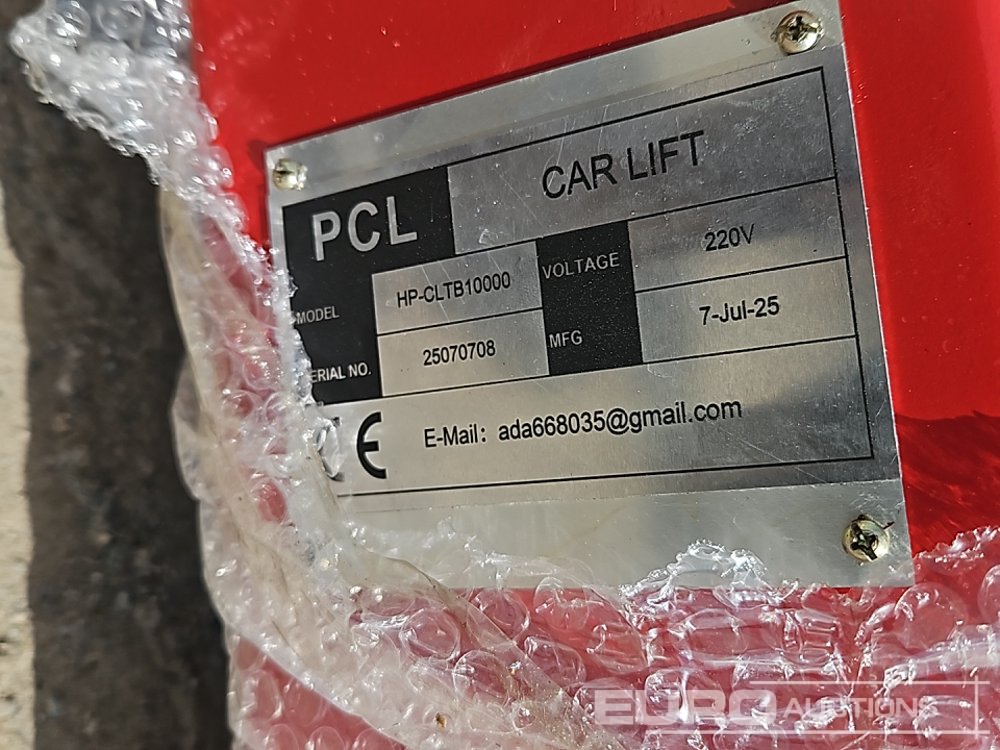 PCL CAR LIFT
MODEL HP-CLTB10000 VOLTAGE 220V
SERIAL NO. 25070708 MFG 7-Jul-25
CE E-Mail: ada668035@gmail.com
EURO AUCTIONS